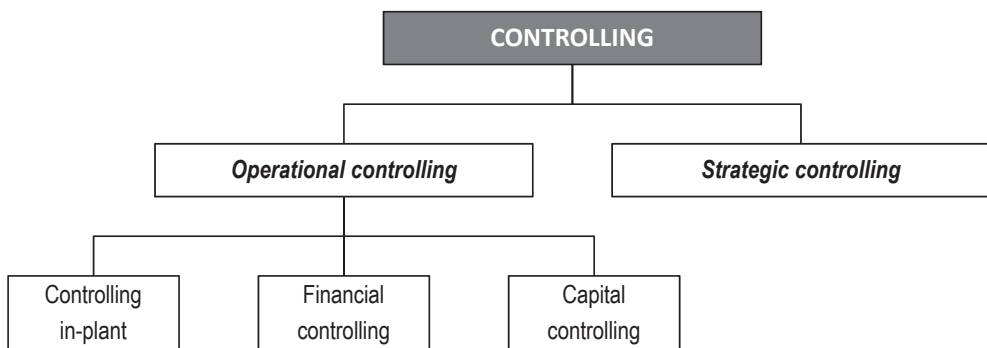 CONTROLLING
Operational controlling
Strategic controlling
Controlling
in-plant
Financial
controlling
Capital
controlling